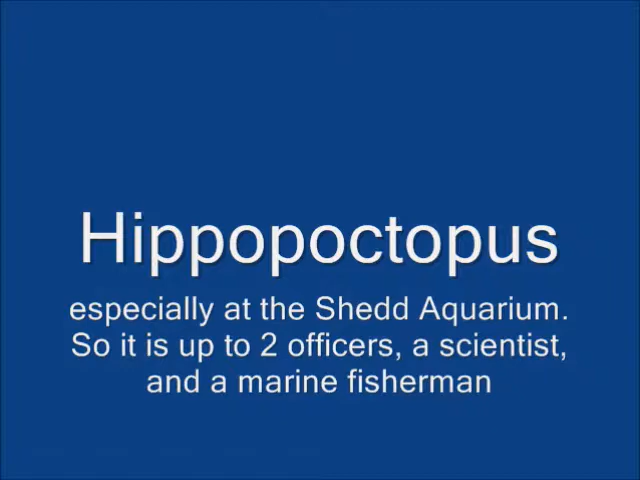 Hippopoctopus
especially at the Shedd Aquarium.
So it is up to 2 officers, a scientist,
and a marine fisherman